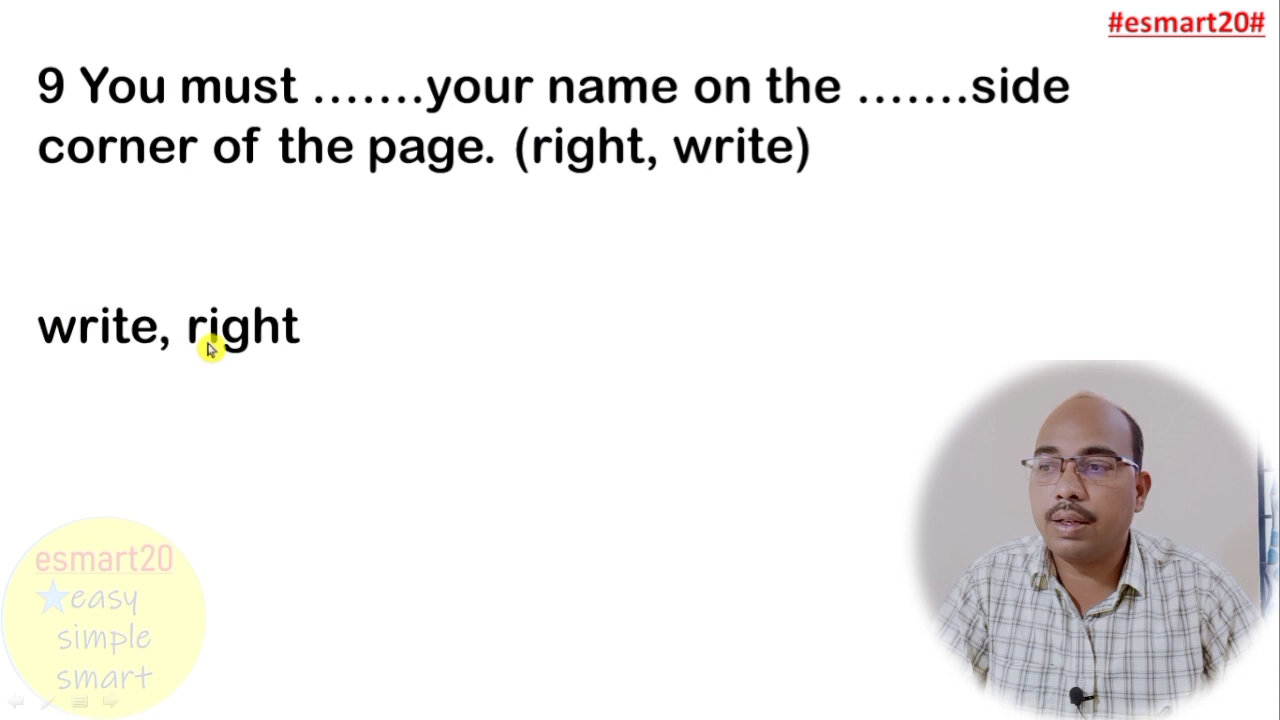 #esmart20#
9 You must .......your name on the .......side
corner of the page. (right, write)
write, right
esmart20
easy
simple
smart